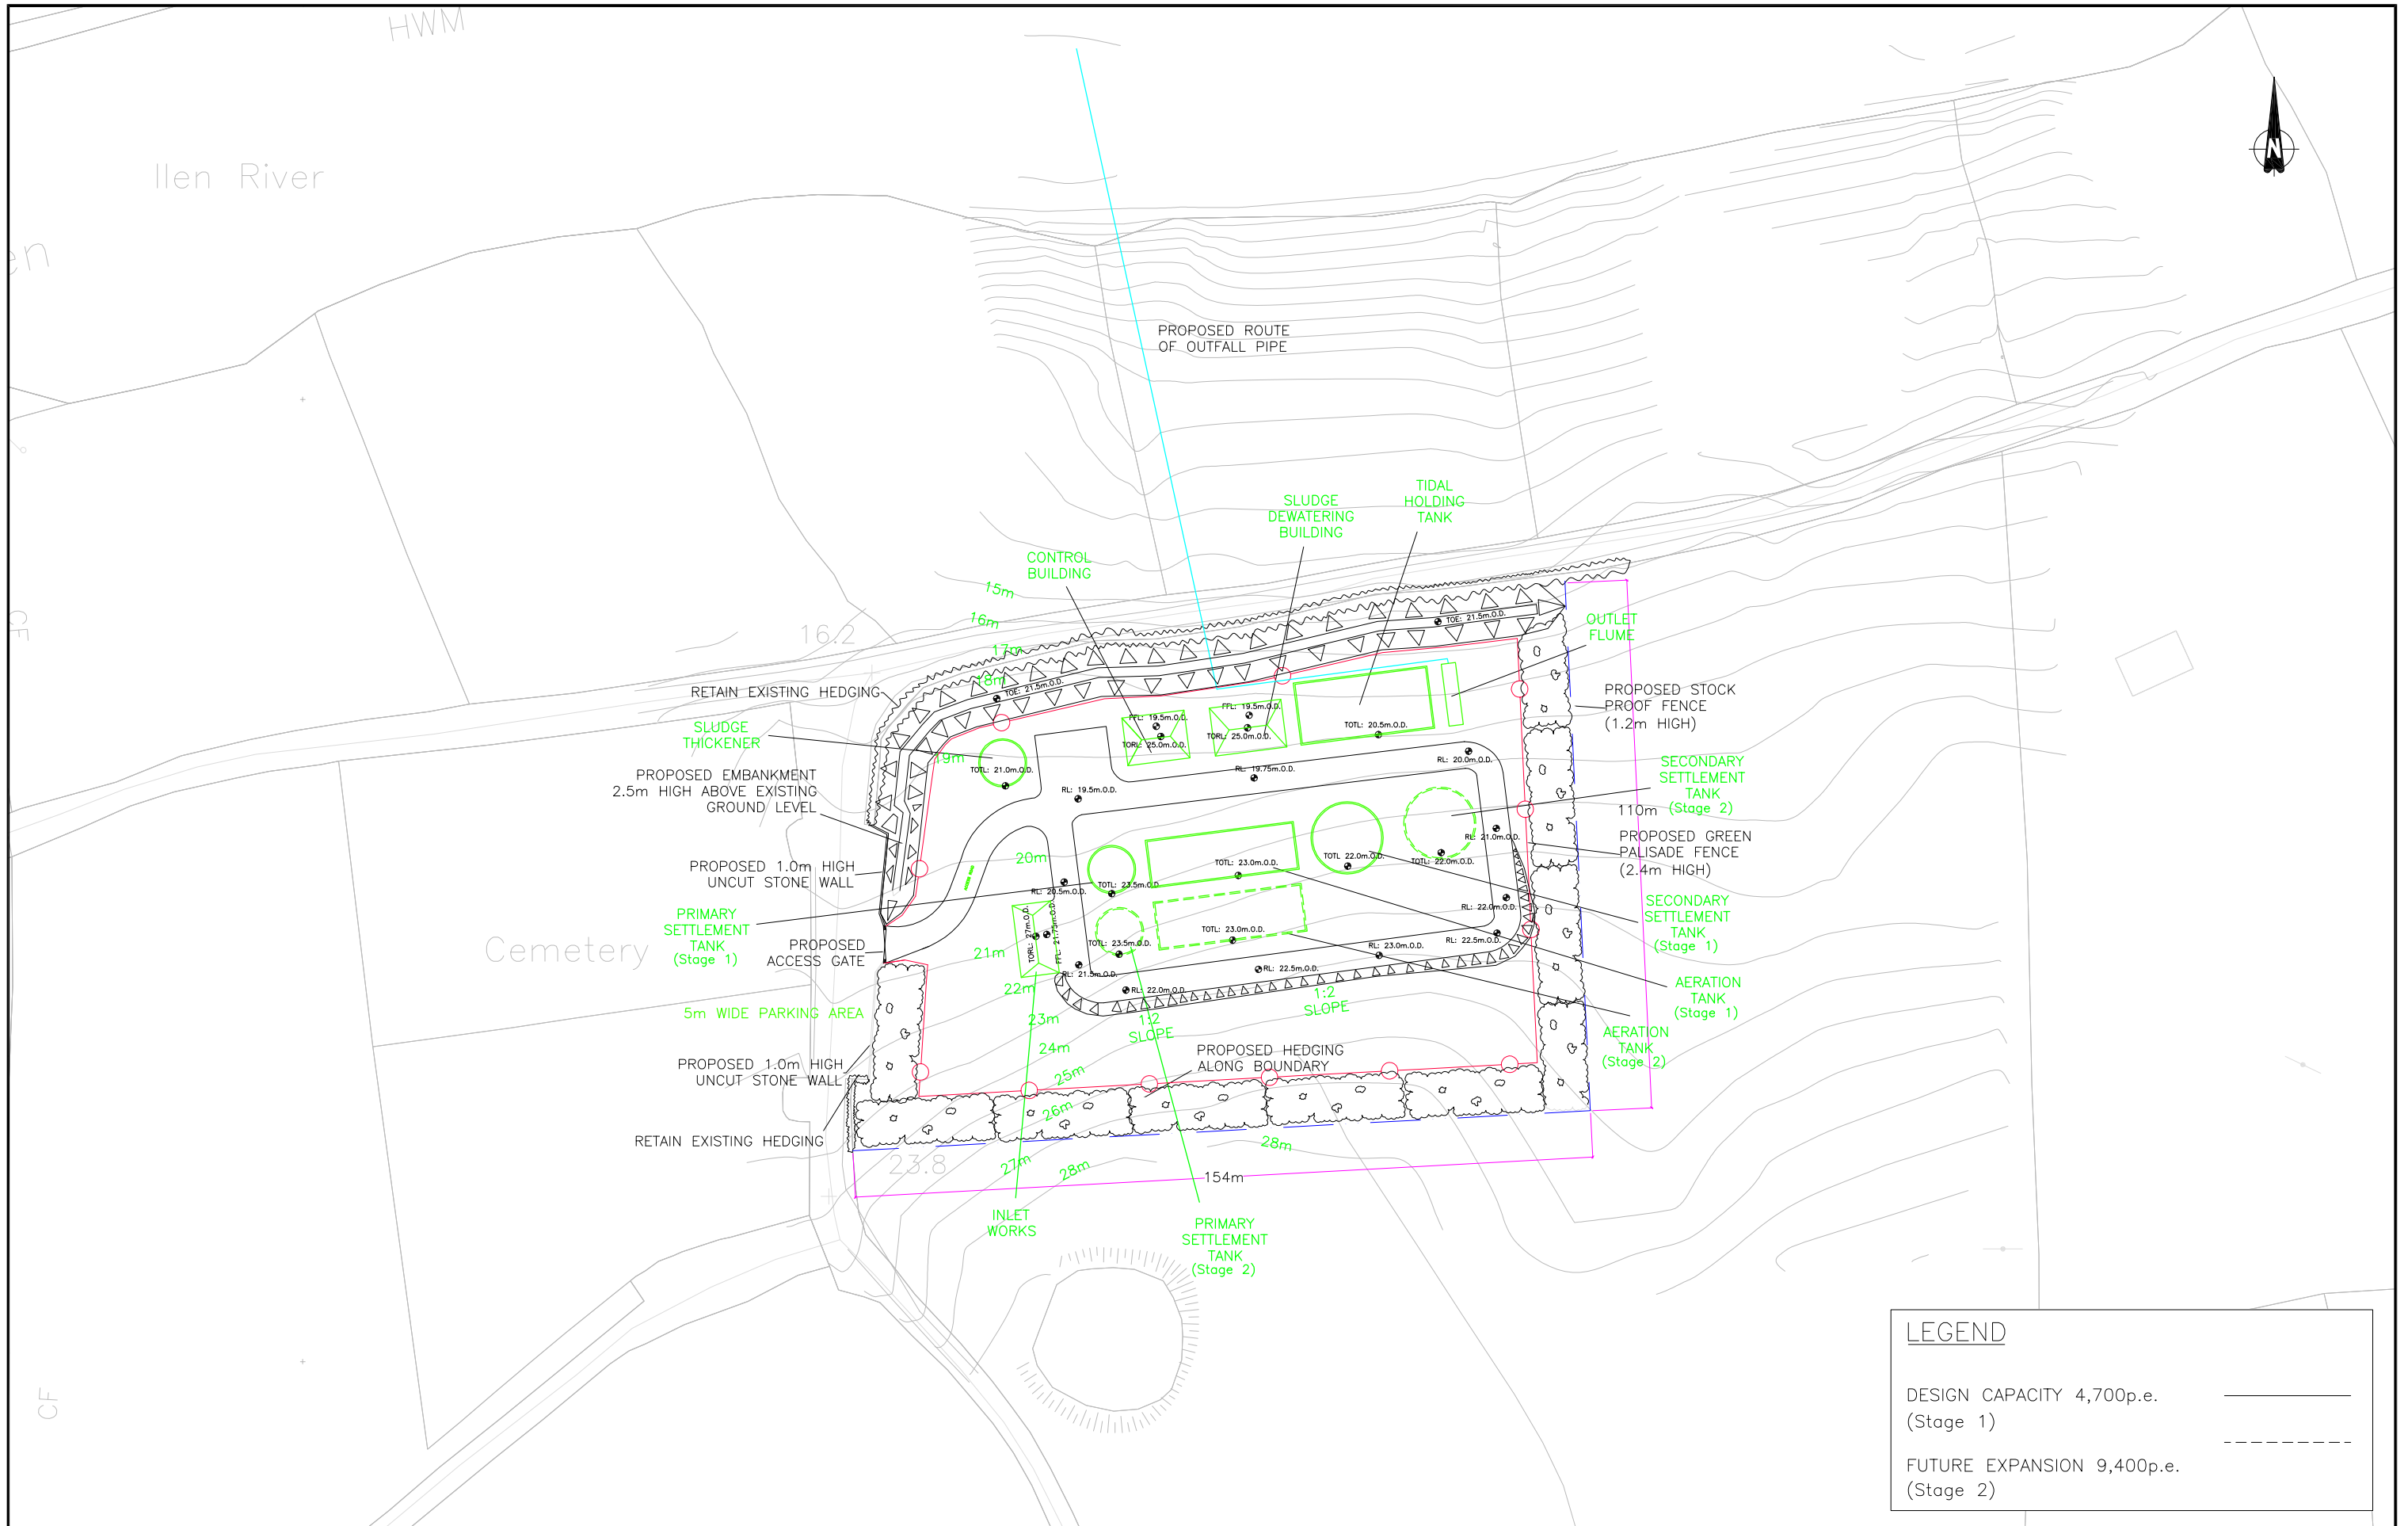 HWM
Ilen River
en
N
PROPOSED ROUTE
OF OUTFALL PIPE
TIDAL
HOLDING
TANK
SLUDGE
DEWATERING
BUILDING
CONTROL
BUILDING
15m
16m
17m
18m
19m
16.2
CF
TOE: 21.5m.O.D.
TOE: 21.5m.O.D.
OUTLET
FLUME
RETAIN EXISTING HEDGING
SLUDGE
THICKENER
PROPOSED EMBANKMENT
2.5m HIGH ABOVE EXISTING
GROUND LEVEL
PROPOSED 1.0m HIGH
UNCUT STONE WALL
PRIMARY
SETTLEMENT
TANK
(Stage 1)
PROPOSED
ACCESS GATE
Cemetery
5m WIDE PARKING AREA
PROPOSED 1.0m HIGH
UNCUT STONE WALL
RETAIN EXISTING HEDGING
23.8
FFL: 19.5m.O.D.
TORL: 25.0m.O.D.
FFL: 19.5m.O.D.
TORL: 25.0m.O.D.
TOTL: 20.5m.O.D.
TOTL: 21.0m.O.D.
RL: 19.5m.O.D.
RL: 19.75m.O.D.
RL: 20.0m.O.D.
RL: 21.0m.O.D.
TOTL: 22.0m.O.D.
TOTL 22.0m.O.D.
TOTL: 23.0m.O.D.
TOTL: 23.5m.O.D
RL: 20.5m.O.D.
TORL: 27m.O.D.
FFL: 21.75m.O.D.
TOTL: 23.5m.O.D.
TOTL: 23.0m.O.D.
RL: 22.0m.O.D.
RL: 22.5m.O.D.
RL: 23.0m.O.D.
RL: 22.5m.O.D.
RL: 21.5m.O.D.
RL: 22.0m.O.D.
20m
21m
22m
23m
24m
25m
26m
27m
28m
28m
1:2
SLOPE
1:2
SLOPE
PROPOSED HEDGING
ALONG BOUNDARY
PROPOSED STOCK
PROOF FENCE
(1.2m HIGH)
SECONDARY
SETTLEMENT
TANK
(Stage 2)
110m
PROPOSED GREEN
PALISADE FENCE
(2.4m HIGH)
SECONDARY
SETTLEMENT
TANK
(Stage 1)
AERATION
TANK
(Stage 1)
AERATION
TANK
(Stage 2)
154m
INLET
WORKS
PRIMARY
SETTLEMENT
TANK
(Stage 2)
CF
LEGEND
DESIGN CAPACITY 4,700p.e.
(Stage 1)
FUTURE EXPANSION 9,400p.e.
(Stage 2)